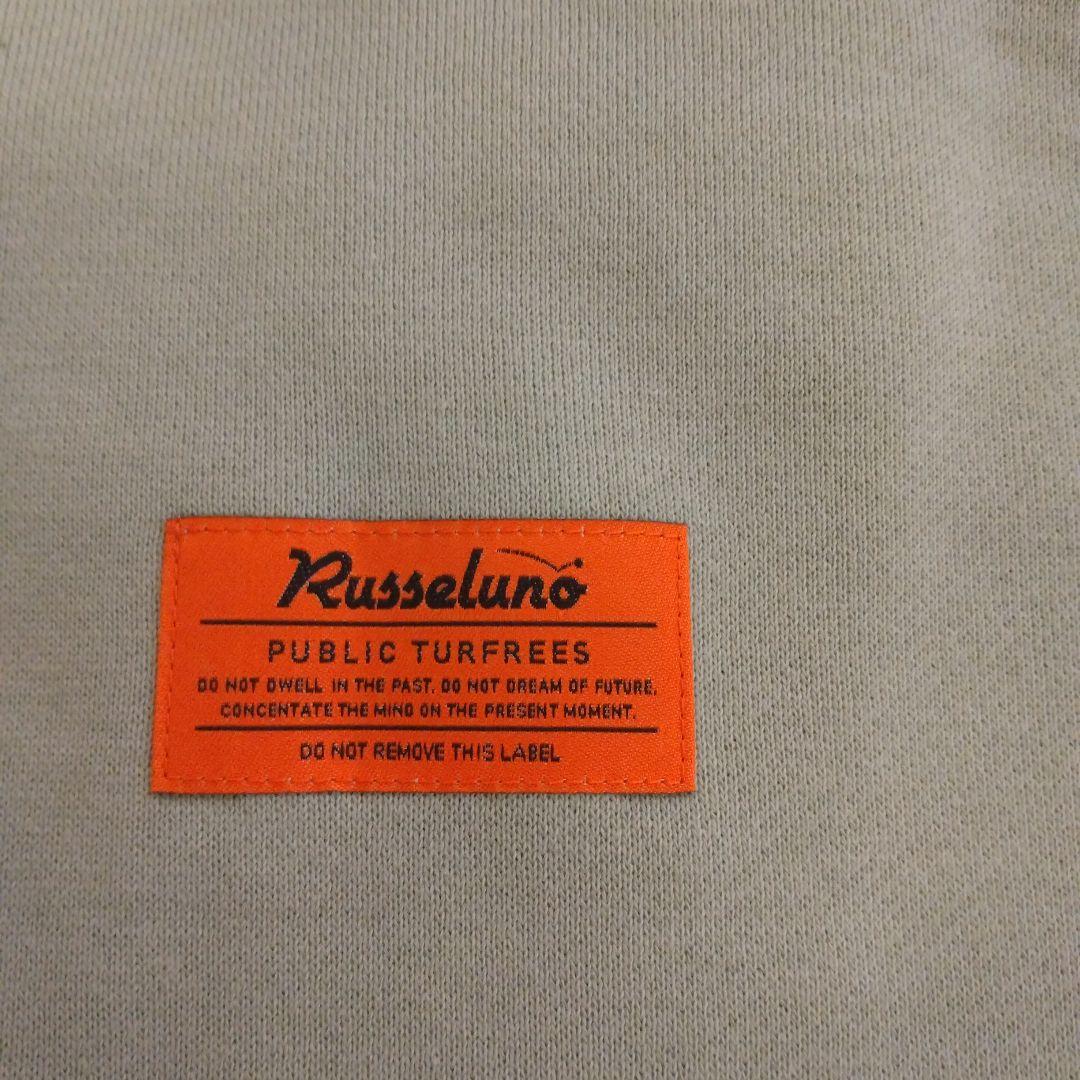 Russeluno
PUBLIC TURFREES
DO NOT DWELL IN THE PAST. DO NOT DREAM OF FUTURE,
CONCENTATE THE MIND ON THE PRESENT MOMENT.
DO NOT REMOVE THIS LABEL